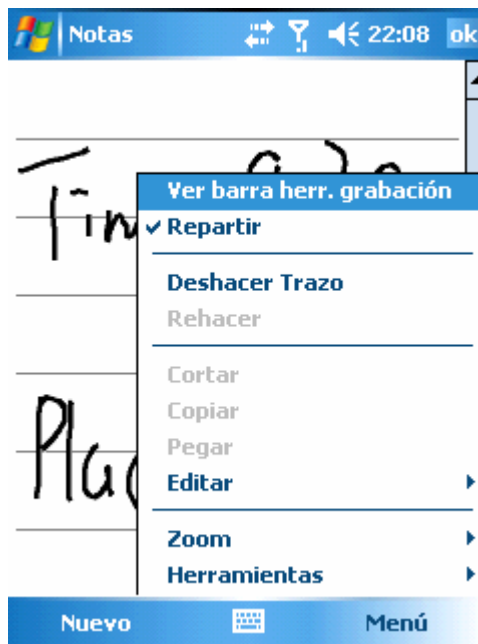 Notas 22:08 ok
Ver barra herr. grabación
Repartir
Deshacer Trazo
Rehacer
Cortar
Copiar
Pegar
Editar
Zoom
Herramientas
Nuevo Menú